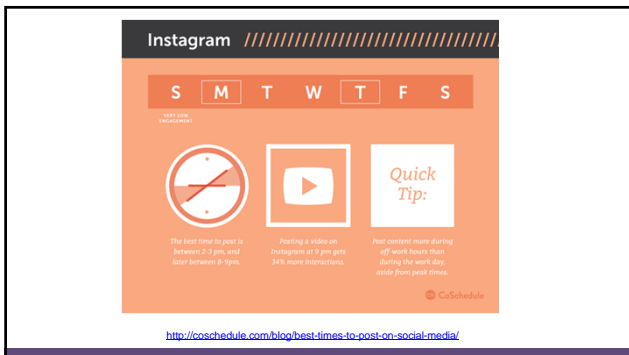 Instagram ///////////////////////////////////
S M T W T F S
VERY LOW
ENGAGEMENT
Quick
Tip:
The best time to post is
between 2-3 pm, and
later between 8-9pm.
Posting a video on
Instagram at 9 pm gets
34% more interactions.
Post content more during
off-work hours than
during the work day,
aside from peak times.
CoSchedule
http://coschedule.com/blog/best-times-to-post-on-social-media/